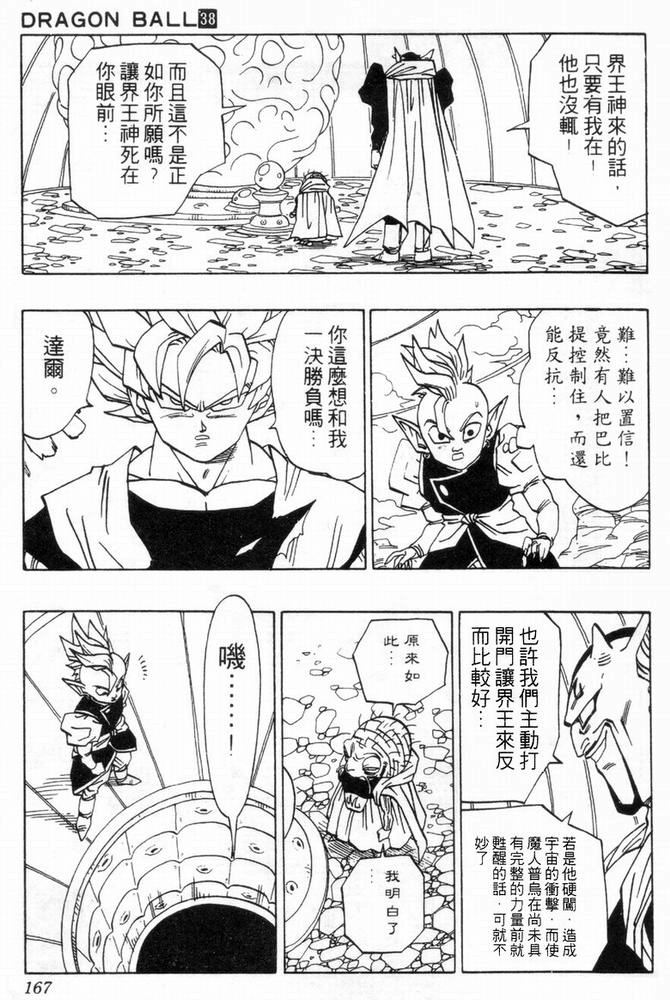 DRAGON BALL 38
界王神來的話，
只要有我在！
他也沒輒！
而且這不是正
如你所願嗎？
讓界王神死在
你眼前…
難…難以置信！
竟然有人把巴比
提控制住，而還
能反抗…
你這麼想和我
一決勝負嗎…
達爾。
也許我們主動打
開門讓界王來反
而比較好…
若是他硬闖．造成
宇宙的衝擊．而使
魔人普烏在尚未具
有完整的力量前就
甦醒的話．可就不
妙了
原來如
此…
我明白了
嘰………！
167